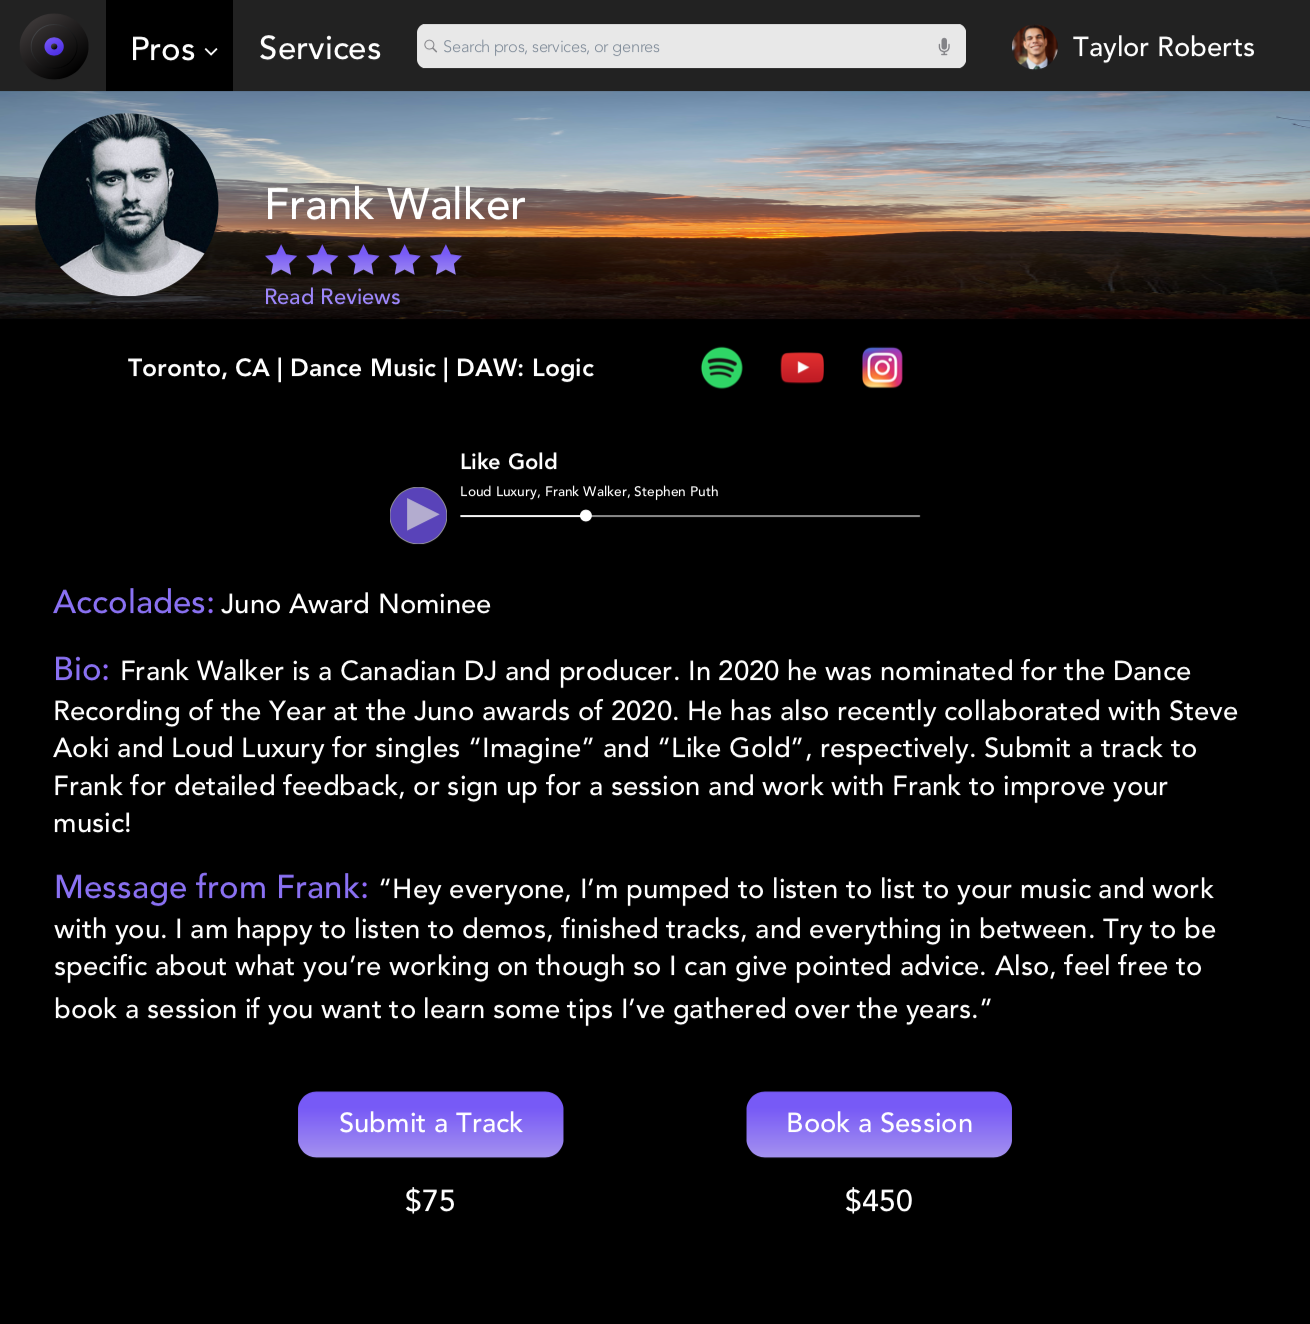 Pros
Services
Search pros, services, or genres
Taylor Roberts
Frank Walker
Read Reviews
Toronto, CA | Dance Music | DAW: Logic
Like Gold
Loud Luxury, Frank Walker, Stephen Puth
Accolades: Juno Award Nominee
Bio: Frank Walker is a Canadian DJ and producer. In 2020 he was nominated for the Dance
Recording of the Year at the Juno awards of 2020. He has also recently collaborated with Steve
Aoki and Loud Luxury for singles “Imagine” and “Like Gold”, respectively. Submit a track to
Frank for detailed feedback, or sign up for a session and work with Frank to improve your
music!
Message from Frank: “Hey everyone, I’m pumped to listen to list to your music and work
with you. I am happy to listen to demos, finished tracks, and everything in between. Try to be
specific about what you’re working on though so I can give pointed advice. Also, feel free to
book a session if you want to learn some tips I’ve gathered over the years.”
Submit a Track
Book a Session
$75
$450